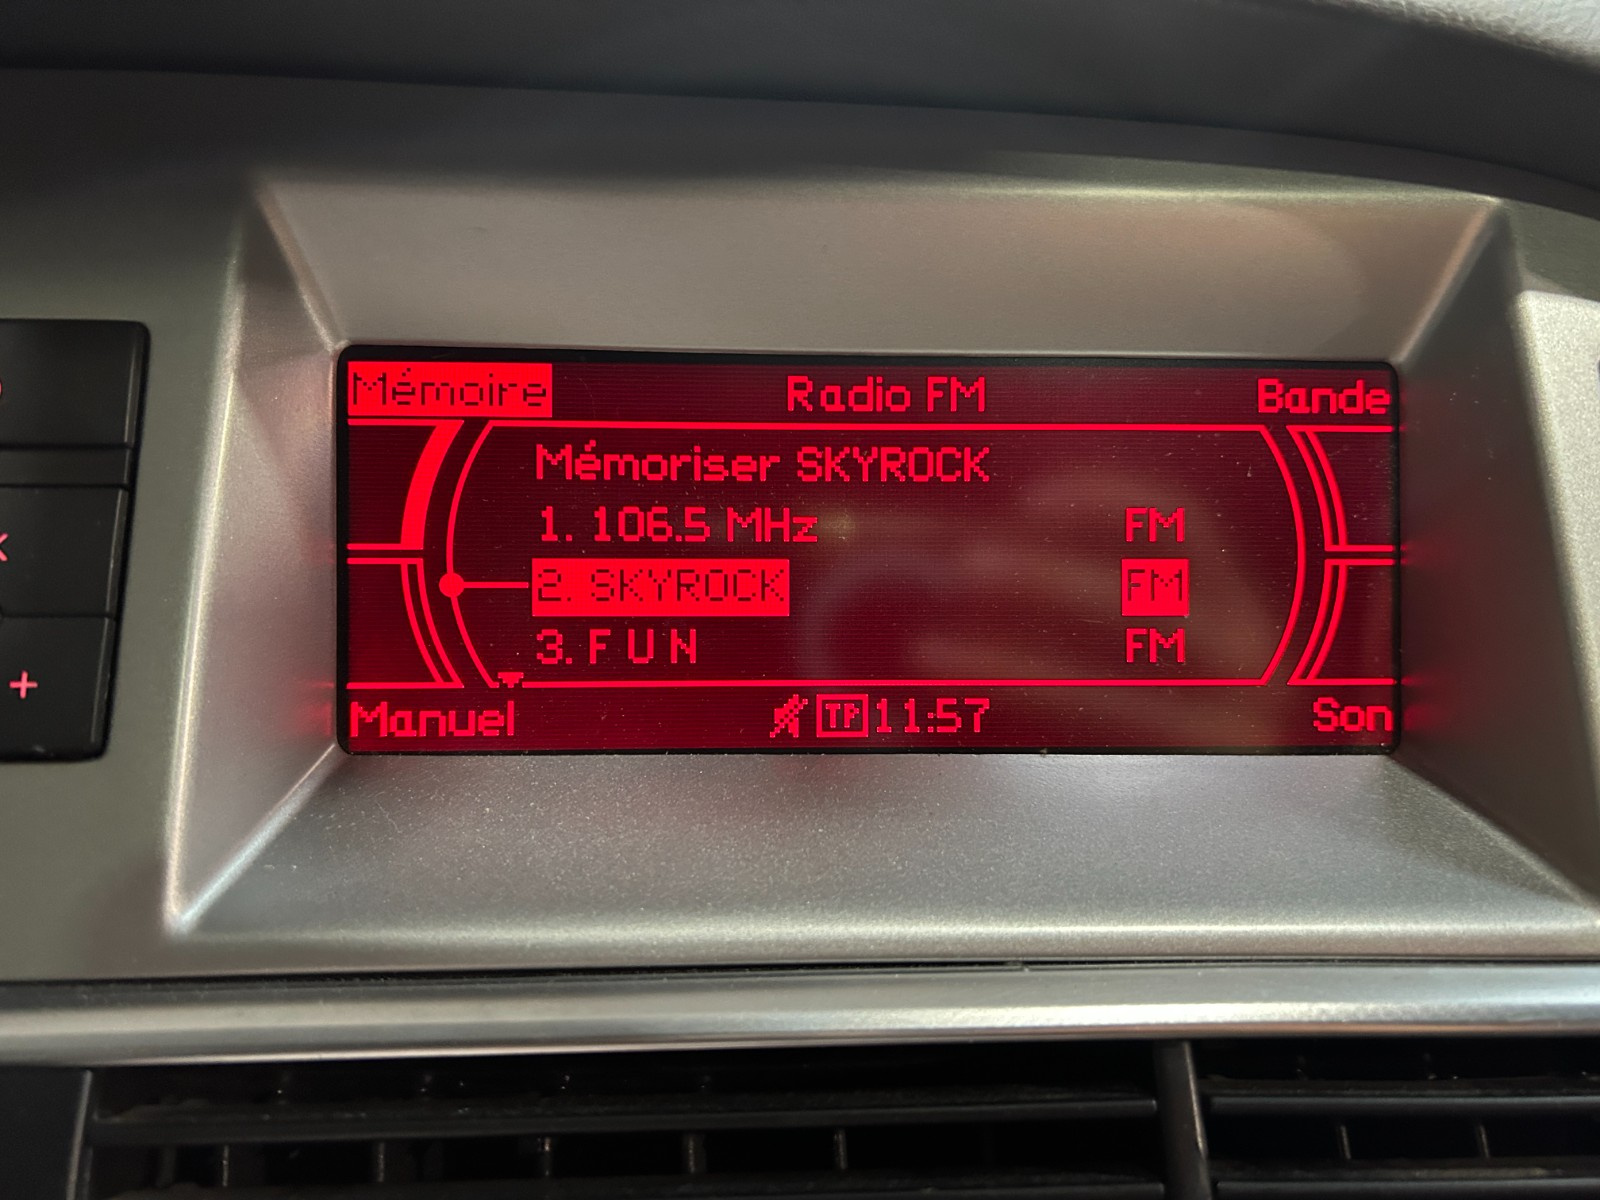 Mémoire Radio FM Bande
Mémoriser SKYROCK
1. 106.5 MHz FM
2. SKYROCK FM
3. F U N FM
Manuel TP 11:57 Son
+